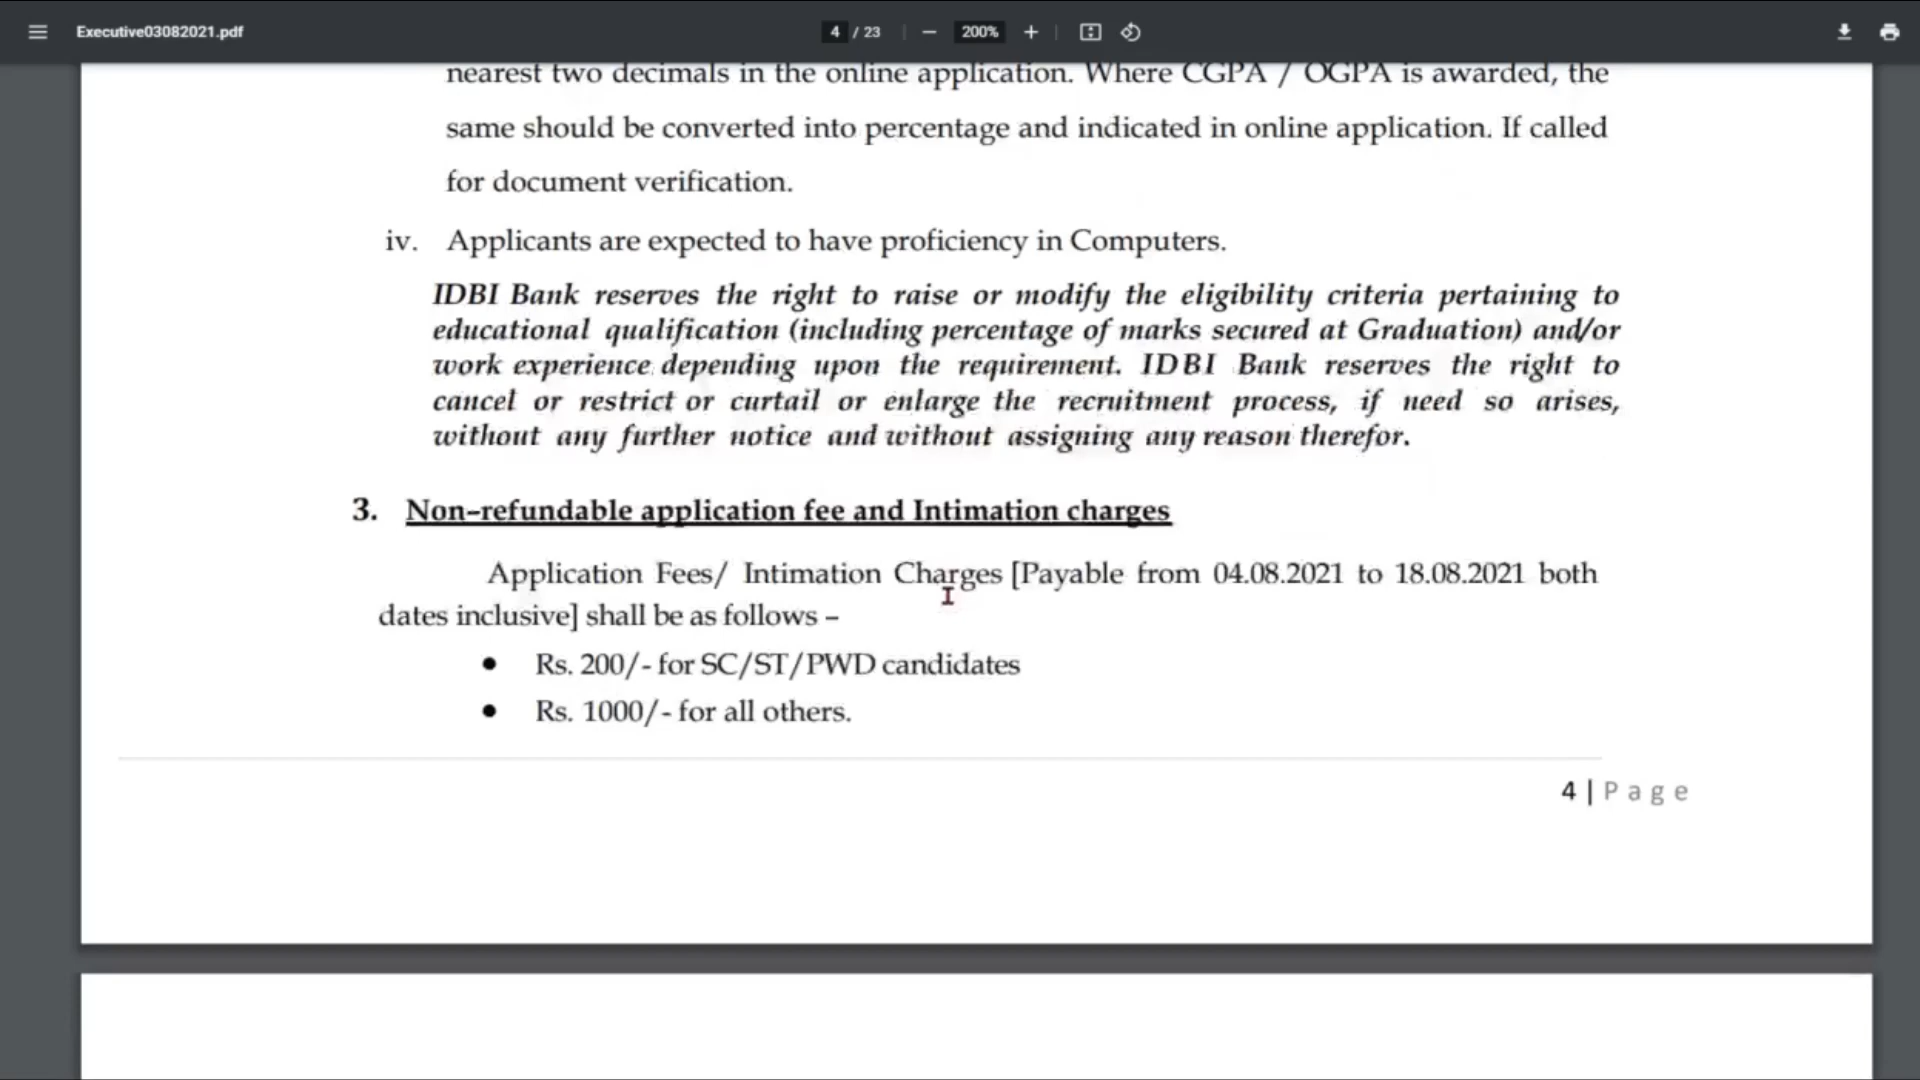 Executive03082021.pdf
4 / 23
200%
nearest two decimals in the online application. Where CGPA / OGPA is awarded, the
same should be converted into percentage and indicated in online application. If called
for document verification.
iv. Applicants are expected to have proficiency in Computers.
IDBI Bank reserves the right to raise or modify the eligibility criteria pertaining to
educational qualification (including percentage of marks secured at Graduation) and/or
work experience depending upon the requirement. IDBI Bank reserves the right to
cancel or restrict or curtail or enlarge the recruitment process, if need so arises,
without any further notice and without assigning any reason therefor.
3. Non-refundable application fee and Intimation charges
Application Fees/ Intimation Charges [Payable from 04.08.2021 to 18.08.2021 both
dates inclusive] shall be as follows –
● Rs. 200/- for SC/ST/PWD candidates
● Rs. 1000/- for all others.
4 | Page